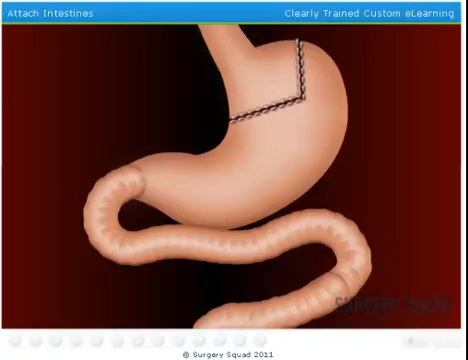 Attach Intestines
Clearly Trained Custom eLearning
SURGERY SQUAD
© Surgery Squad 2011